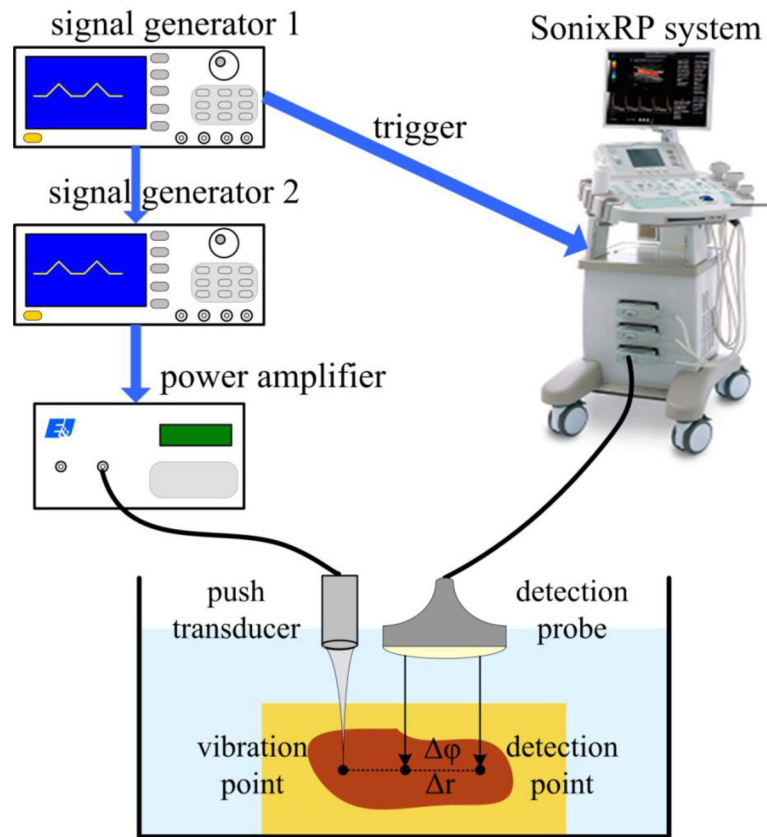 signal generator 1
SonixRP system
trigger
signal generator 2
power amplifier
E&I
push
transducer
detection
probe
vibration
point
Δφ
Δr
detection
point